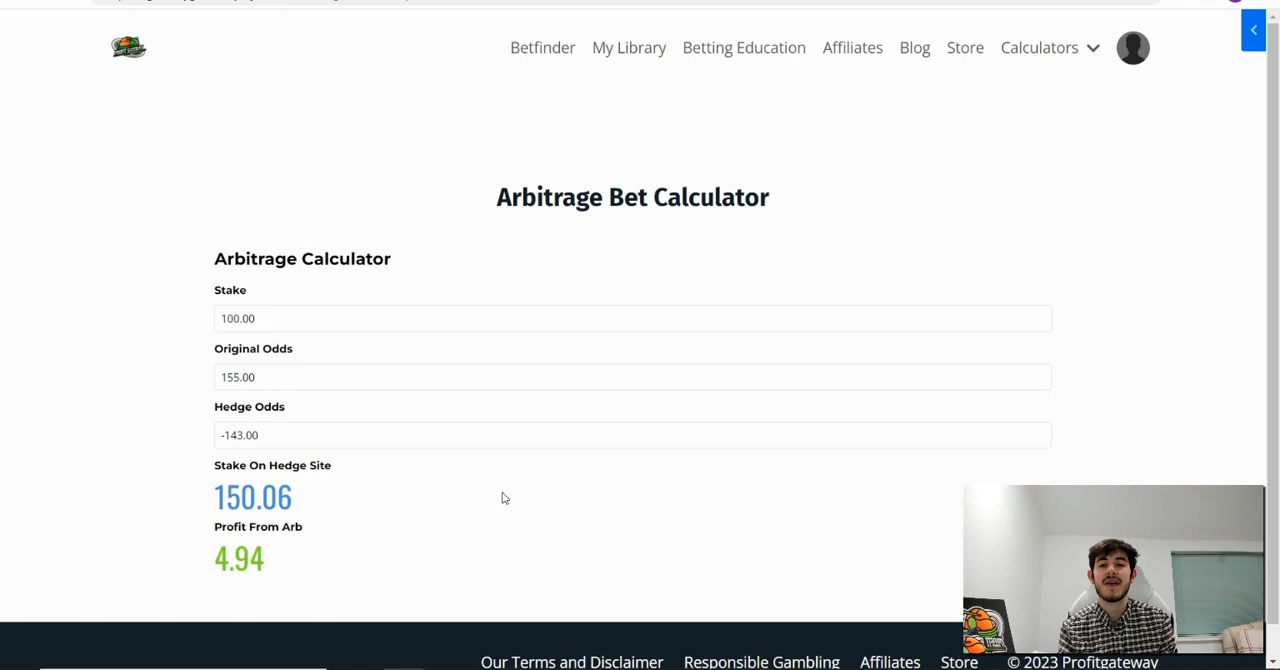 Betfinder My Library Betting Education Affiliates Blog Store Calculators
Arbitrage Bet Calculator
Arbitrage Calculator
Stake
100.00
Original Odds
155.00
Hedge Odds
-143.00
Stake On Hedge Site
150.06
Profit From Arb
4.94
Our Terms and Disclaimer Responsible Gambling Affiliates Store © 2023 Profitgateway